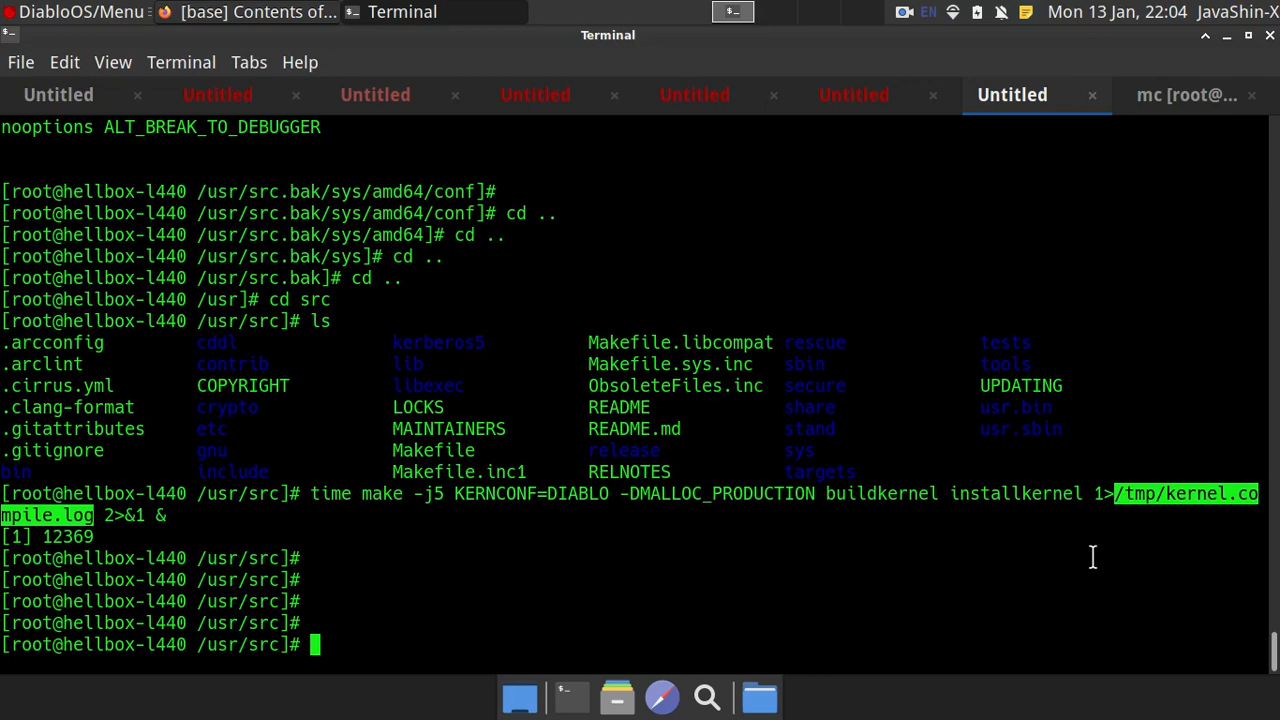 DiabloOS/Menu [base] Contents of... Terminal EN Mon 13 Jan, 22:04 JavaShin-X
Terminal
File Edit View Terminal Tabs Help
Untitled × Untitled × Untitled × Untitled × Untitled × Untitled × Untitled × mc [root@... ×
nooptions ALT_BREAK_TO_DEBUGGER
[root@hellbox-l440 /usr/src.bak/sys/amd64/conf]#
[root@hellbox-l440 /usr/src.bak/sys/amd64/conf]# cd ..
[root@hellbox-l440 /usr/src.bak/sys/amd64]# cd ..
[root@hellbox-l440 /usr/src.bak/sys]# cd ..
[root@hellbox-l440 /usr/src.bak]# cd ..
[root@hellbox-l440 /usr]# cd src
[root@hellbox-l440 /usr/src]# ls
.arcconfig cddl kerberos5 Makefile.libcompat rescue tests
.arclint contrib lib Makefile.sys.inc sbin tools
.cirrus.yml COPYRIGHT libexec ObsoleteFiles.inc secure UPDATING
.clang-format crypto LOCKS README share usr.bin
.gitattributes etc MAINTAINERS README.md stand usr.sbin
.gitignore gnu Makefile release sys
bin include Makefile.inc1 RELNOTES targets
[root@hellbox-l440 /usr/src]# time make -j5 KERNCONF=DIABLO -DMALLOC_PRODUCTION buildkernel installkernel 1>/tmp/kernel.co
mpile.log 2>&1 &
[1] 12369
[root@hellbox-l440 /usr/src]#
[root@hellbox-l440 /usr/src]#
[root@hellbox-l440 /usr/src]#
[root@hellbox-l440 /usr/src]#
[root@hellbox-l440 /usr/src]#